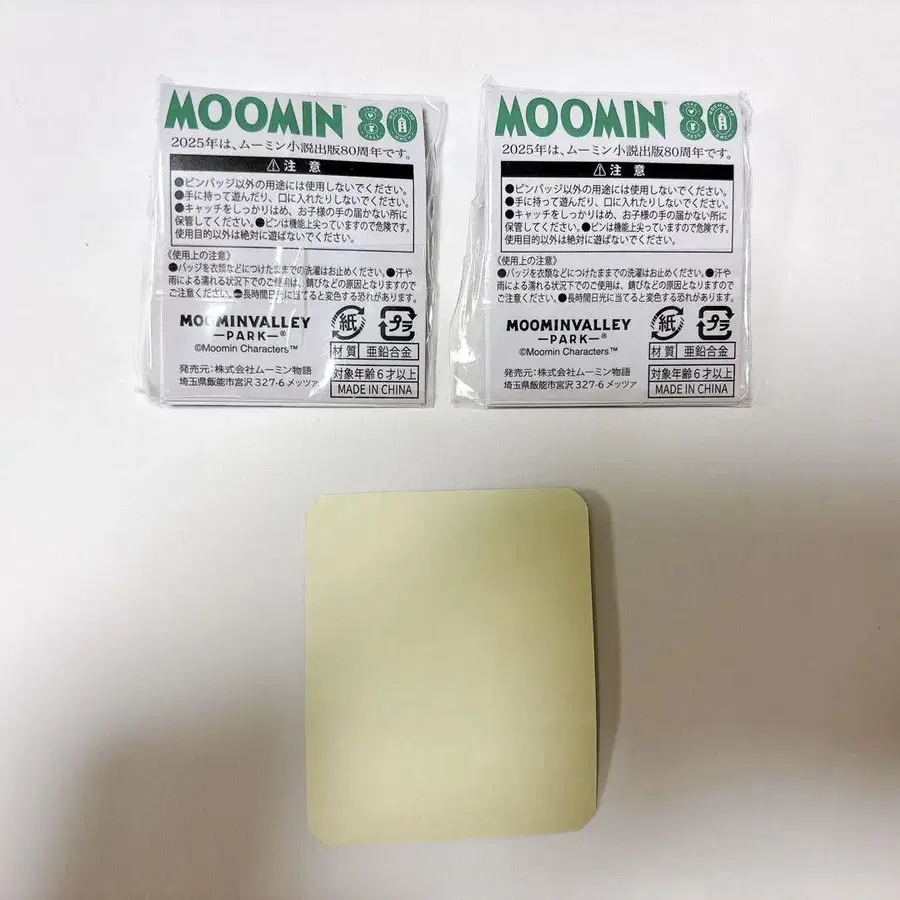 MOOMIN 80
2025年は、ムーミン小説出版80周年です。
⚠注 意
●ピンバッジ以外の用途には使用しないでください。
●手に持って遊んだり、口に入れたりしないでください。
●キャッチをしっかりはめ、お子様の手の届かない所に
保管してください。●ピンは機能上尖っていますので危険です。
使用目的以外は絶対に遊ばないでください。
《使用上の注意》
●バッジを衣類などにつけたままでの洗濯はお止めください。●汗や
雨による濡れる状況下でのご使用は、錆びなどの原因となりますので
ご注意ください。●長時間日光に当てると変色する恐れがあります。
MOOMINVALLEY
PARK®
©Moomin Characters™
紙 プラ
材 質 亜鉛合金
発売元：株式会社ムーミン物語
埼玉県飯能市宮沢 327-6 メッツァ
対象年齢6才以上
MADE IN CHINA
MOOMIN 80
2025年は、ムーミン小説出版80周年です。
⚠注 意
●ピンバッジ以外の用途には使用しないでください。
●手に持って遊んだり、口に入れたりしないでください。
●キャッチをしっかりはめ、お子様の手の届かない所に
保管してください。●ピンは機能上尖っていますので危険です。
使用目的以外は絶対に遊ばないでください。
《使用上の注意》
●バッジを衣類などにつけたままでの洗濯はお止めください。●汗や
雨による濡れる状況下でのご使用は、錆びなどの原因となりますので
ご注意ください。●長時間日光に当てると変色する恐れがあります。
MOOMINVALLEY
PARK®
©Moomin Characters™
紙 プラ
材 質 亜鉛合金
発売元：株式会社ムーミン物語
埼玉県飯能市宮沢 327-6 メッツァ
対象年齢6才以上
MADE IN CHINA